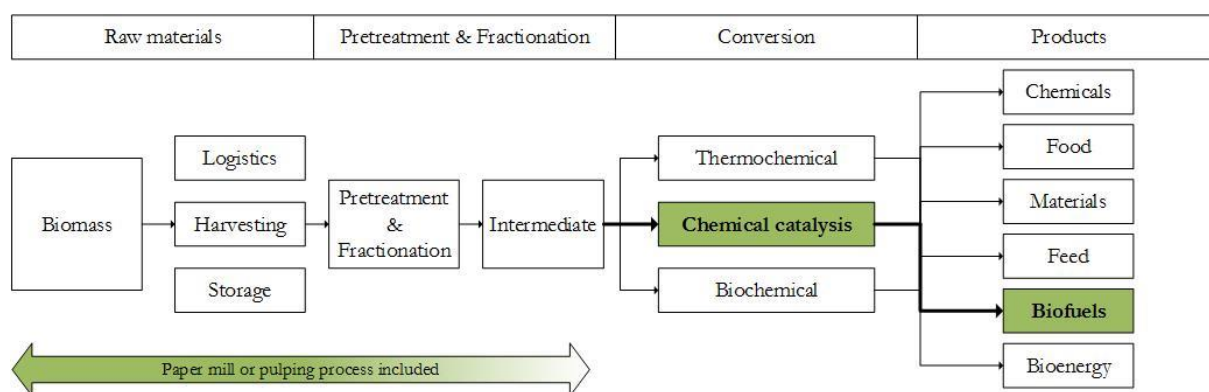 Raw materials
Pretreatment & Fractionation
Conversion
Products
Biomass
Logistics
Harvesting
Storage
Pretreatment
&
Fractionation
Intermediate
Thermochemical
Chemical catalysis
Biochemical
Chemicals
Food
Materials
Feed
Biofuels
Bioenergy
Paper mill or pulping process included